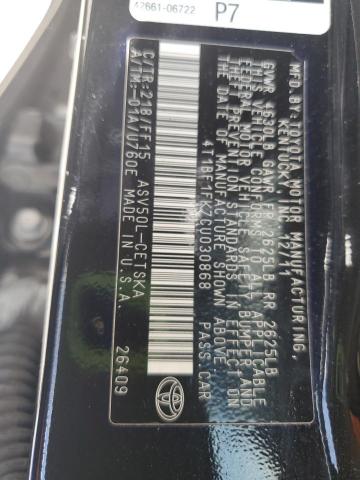 42661-06722 P7
MFD.BY:TOYOTA MOTOR MANUFACTURING,
KENTUCKY, INC. 12/11
GVWR 4630LB GAWR FR 2675LB RR 2625LB
THIS VEHICLE CONFORMS TO ALL APPLICABLE
FEDERAL MOTOR VEHICLE SAFETY, BUMPER AND
THEFT PREVENTION STANDARDS IN EFFECT ON
THE DATE OF MANUFACTURE SHOWN ABOVE.
4T1BF1FK7CU030868 PASS.CAR
C/TR:218/FF15 ASV50L-CETSKA
A/TM:-01A/U760E MADE IN U.S.A. 26409